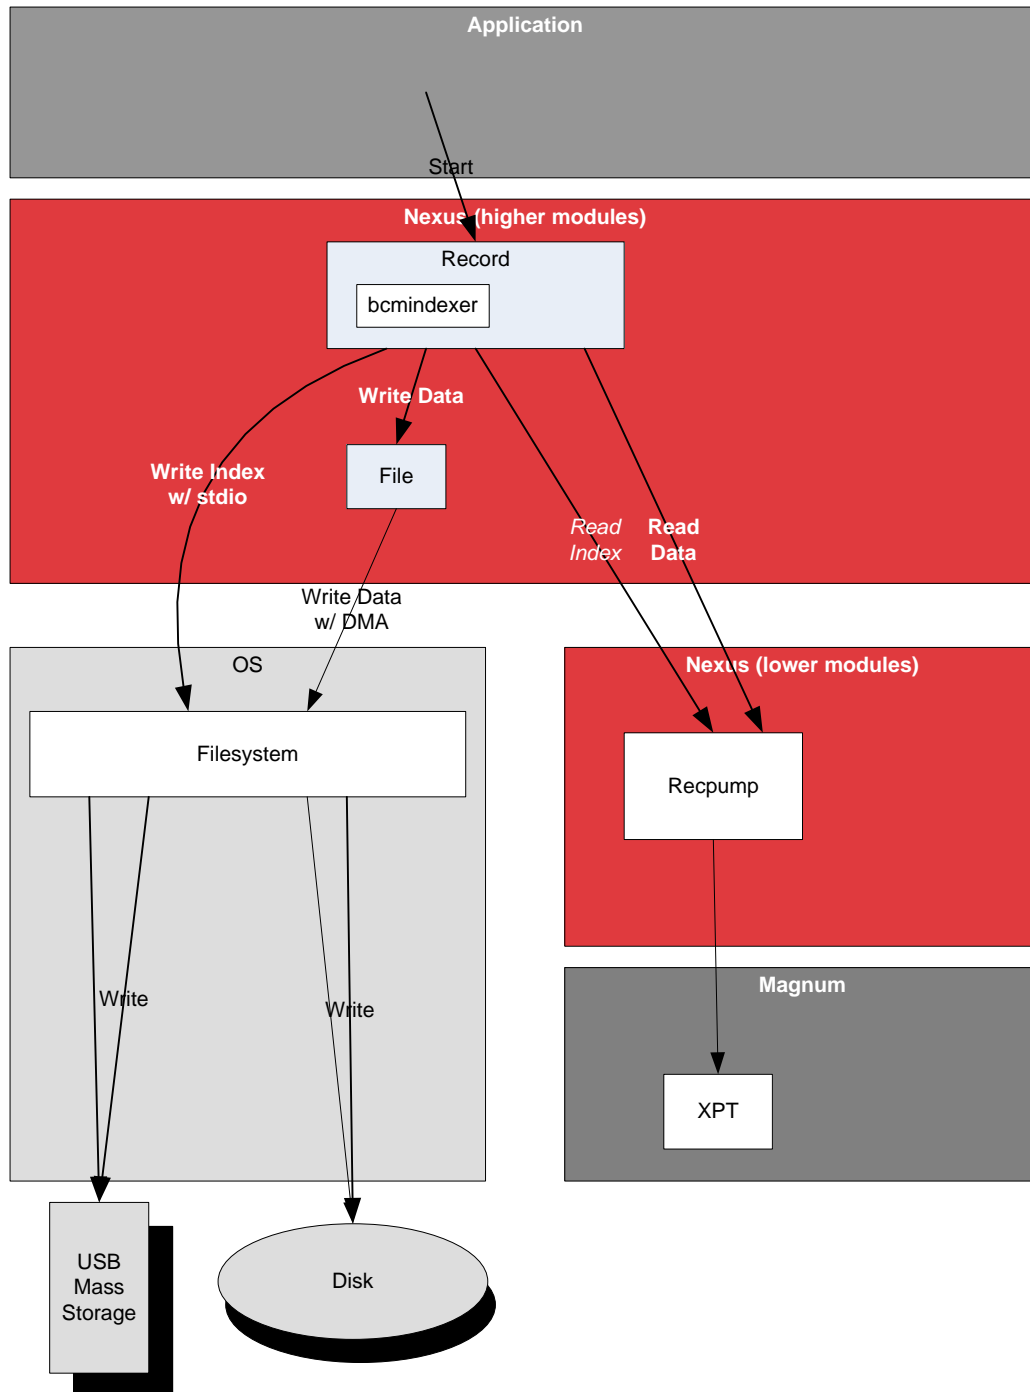 Application
Start
Nexus (higher modules)
Record
bcmindexer
Write Data
File
Write Index
w/ stdio
Read
Index
Read
Data
Write Data
w/ DMA
OS
Nexus (lower modules)
Filesystem
Recpump
Magnum
Write
Write
XPT
USB
Mass
Storage
Disk